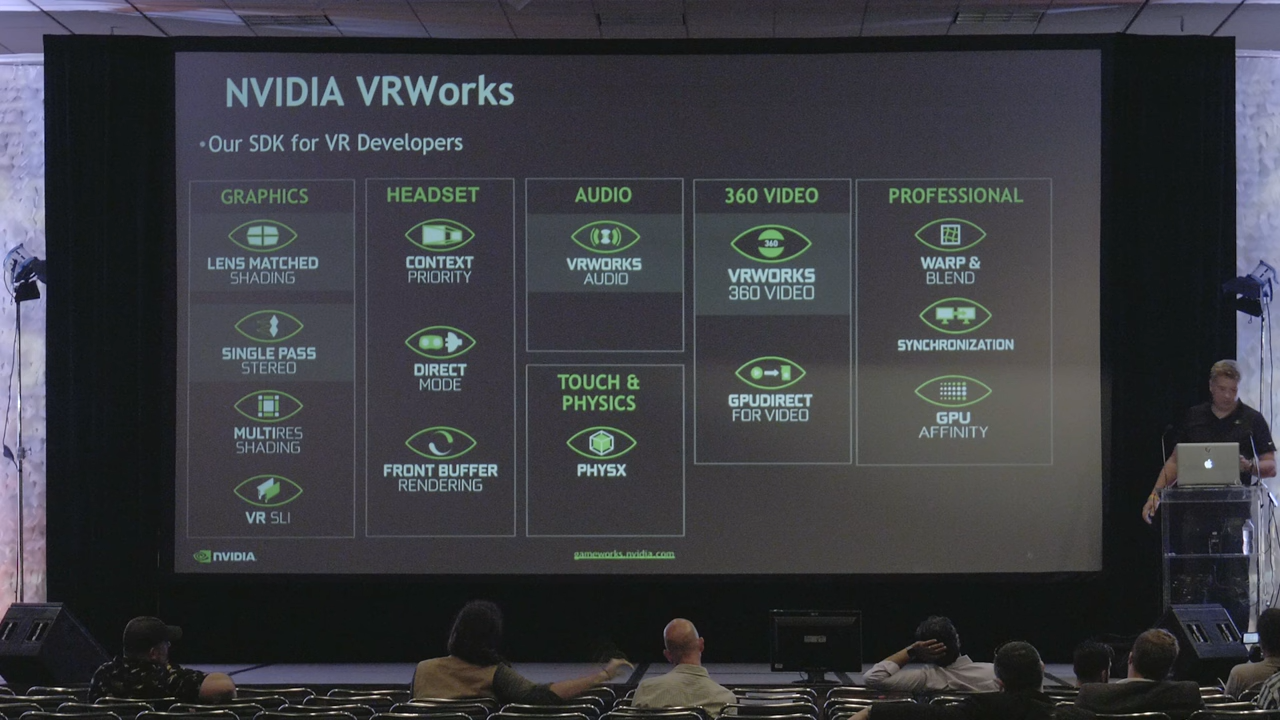 NVIDIA VRWorks
•Our SDK for VR Developers
GRAPHICS
LENS MATCHED
SHADING
SINGLE PASS
STEREO
MULTIRES
SHADING
VR SLI
HEADSET
CONTEXT
PRIORITY
DIRECT
MODE
FRONT BUFFER
RENDERING
AUDIO
VRWORKS
AUDIO
TOUCH &
PHYSICS
PHYSX
360 VIDEO
360
VRWORKS
360 VIDEO
GPUDIRECT
FOR VIDEO
PROFESSIONAL
WARP &
BLEND
SYNCHRONIZATION
GPU
AFFINITY
NVIDIA.
gameworks.nvidia.com